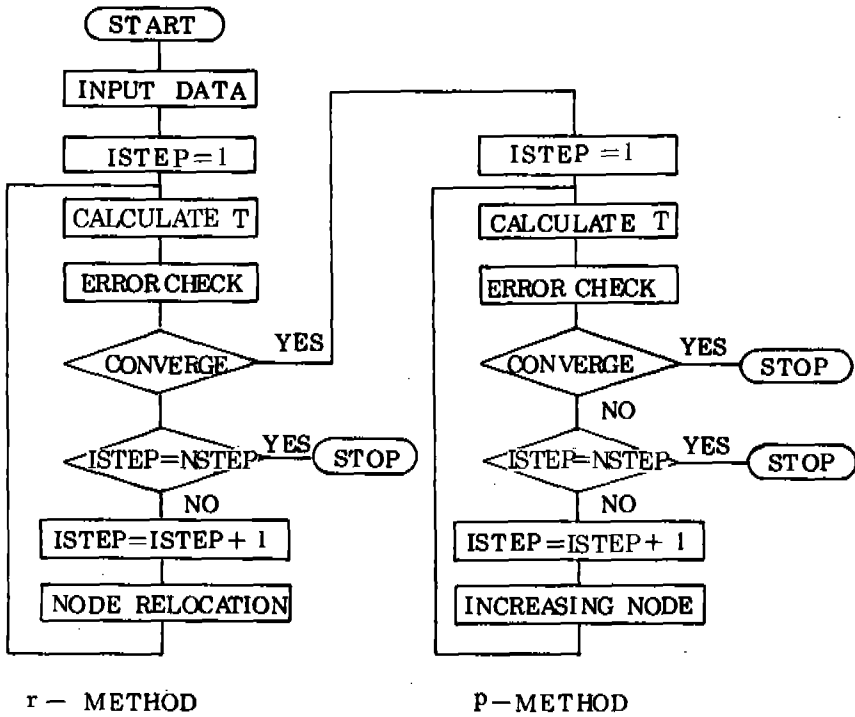 START
INPUT DATA
ISTEP=1
CALCULATE T
ERROR CHECK
CONVERGE
YES
ISTEP=NSTEP
YES
STOP
NO
ISTEP=ISTEP+1
NODE RELOCATION
r - METHOD
ISTEP=1
CALCULATE T
ERROR CHECK
CONVERGE
YES
STOP
NO
ISTEP=NSTEP
YES
STOP
NO
ISTEP=ISTEP+1
INCREASING NODE
p-METHOD